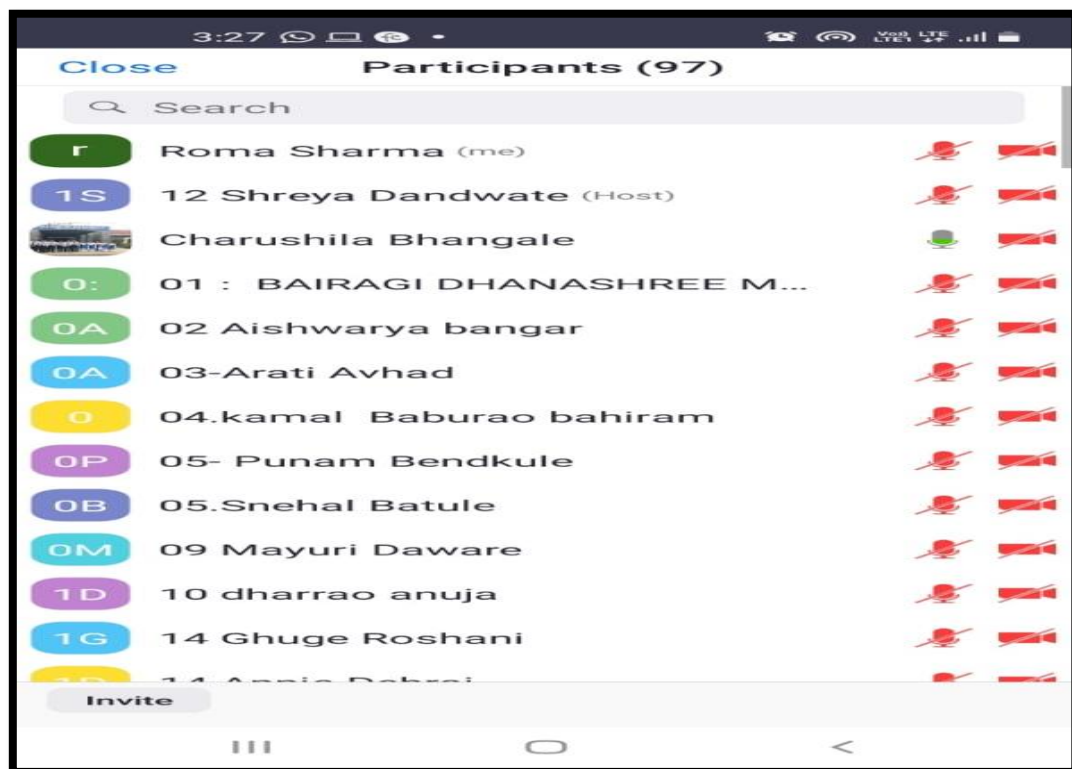 3:27
Close Participants (97)
Search
r Roma Sharma (me)
1S 12 Shreya Dandwate (Host)
Charushila Bhangale
0: 01 : BAIRAGI DHANASHREE M...
0A 02 Aishwarya bangar
0A 03-Arati Avhad
0 04.kamal Baburao bahiram
0P 05- Punam Bendkule
0B 05.Snehal Batule
0M 09 Mayuri Daware
1D 10 dharrao anuja
1G 14 Ghuge Roshani
Invite